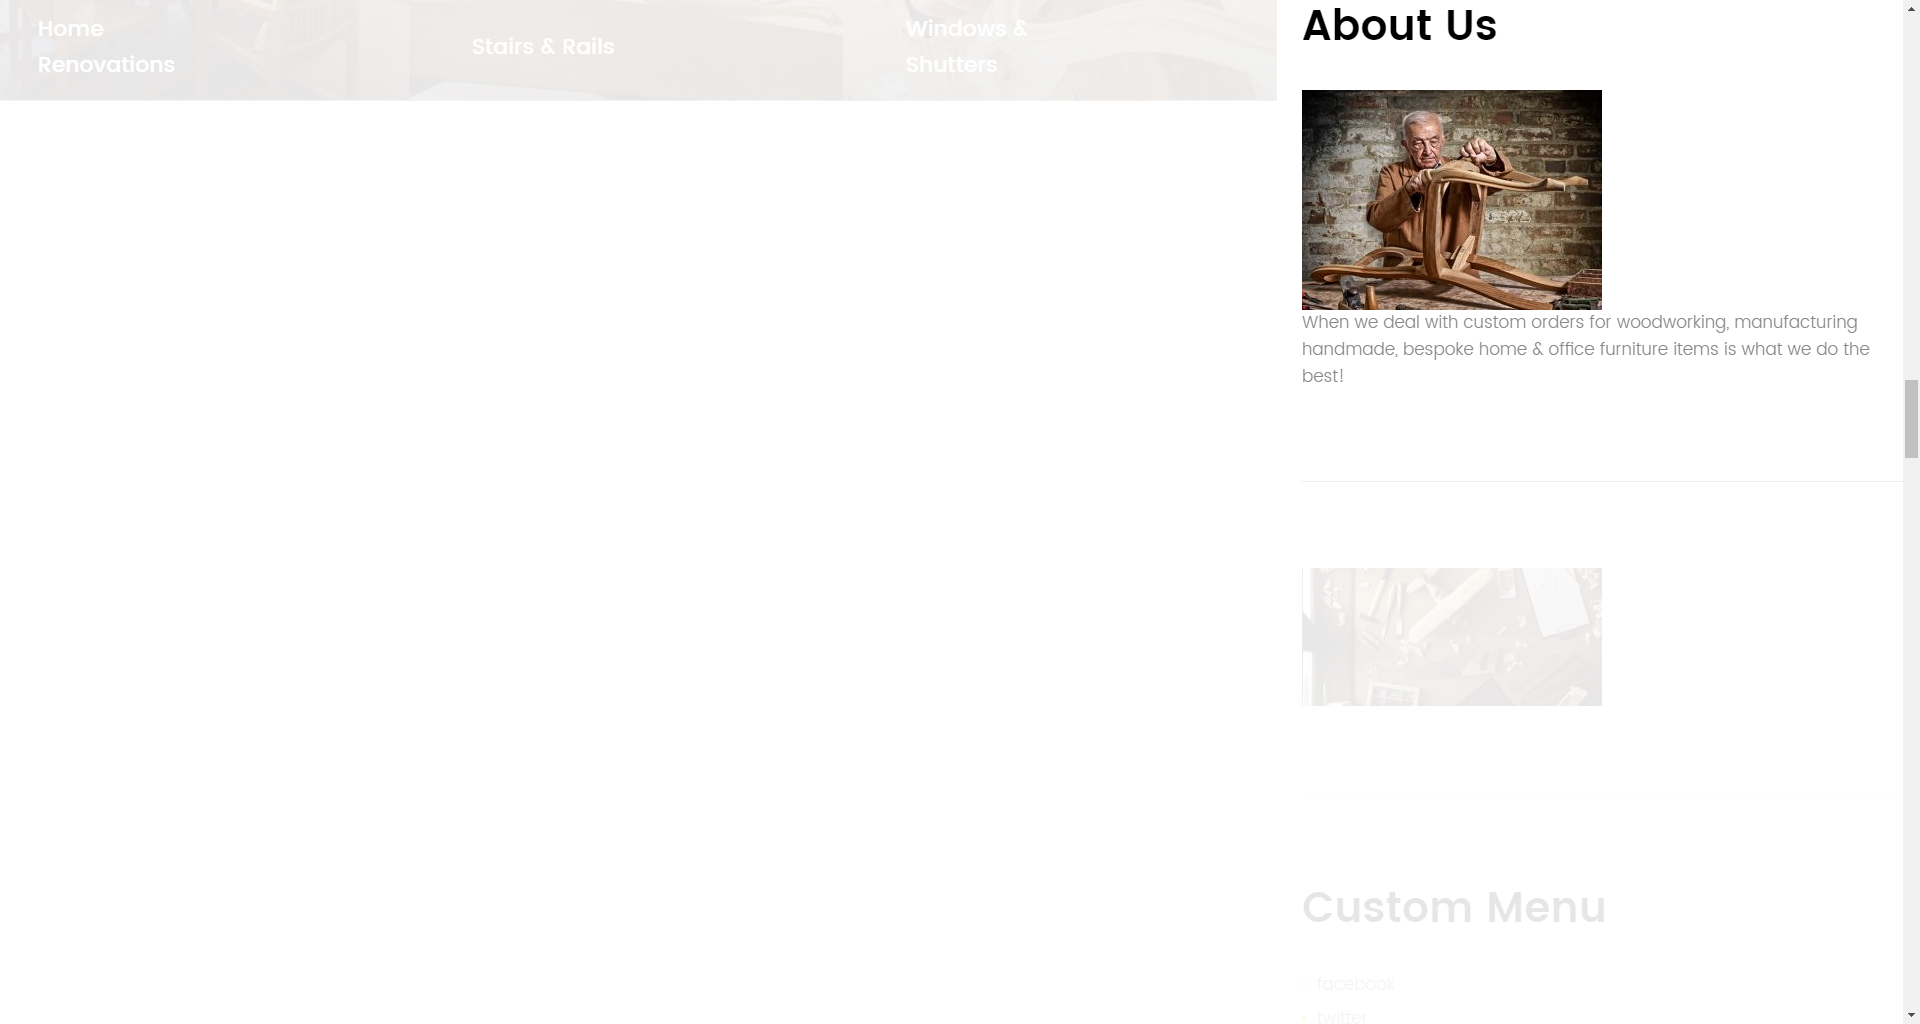 Home
Renovations
Stairs & Rails
Windows &
Shutters
About Us
When we deal with custom orders for woodworking, manufacturing
handmade, bespoke home & office furniture items is what we do the
best!
Custom Menu
facebook
twitter